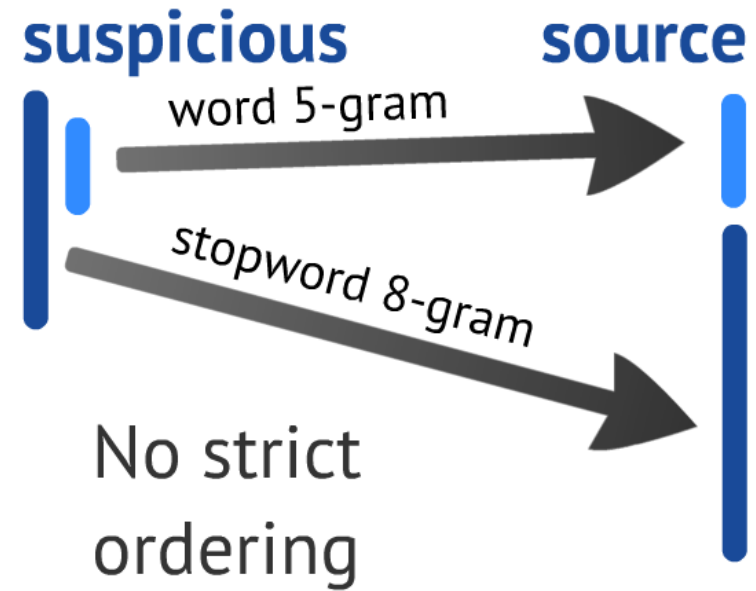 suspicious source
word 5-gram
stopword 8-gram
No strict
ordering